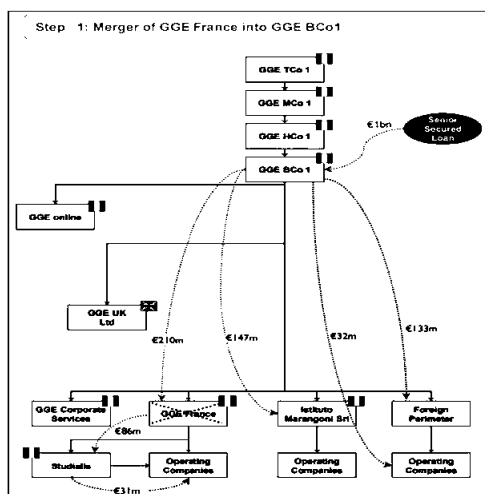 Step 1: Merger of GGE France into GGE BCo1
GGE TCo 1
GGE MCo 1
€1bn
Senior
Secured
Loan
GGE HCo 1
GGE BCo 1
GGE online
GGE UK
Ltd
€210m
€147m
€32m
€133m
GGE Corporate
Services
GGE France
Istituto
Marangoni Srl
Foreign
Perimeter
€86m
Studialis
Operating
Companies
Operating
Companies
Operating
Companies
€31m